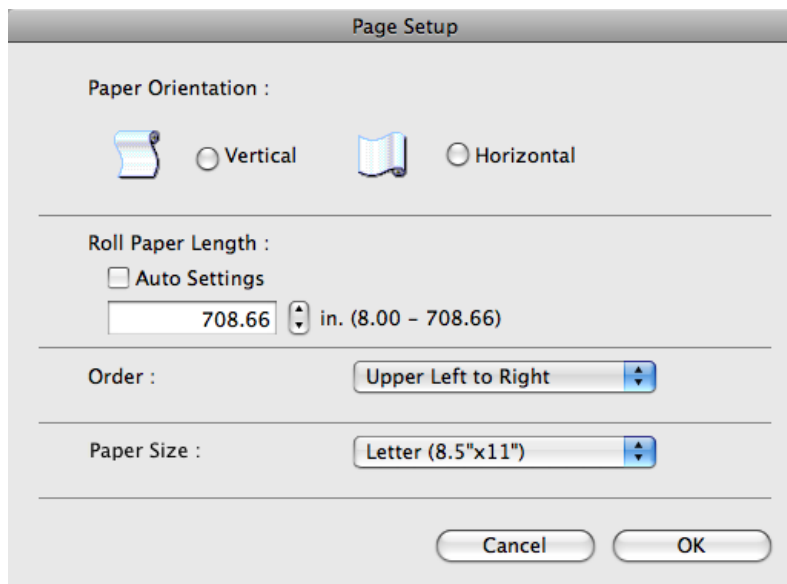 Page Setup
Paper Orientation :
Vertical Horizontal
Roll Paper Length :
Auto Settings
708.66 in. (8.00 – 708.66)
Order : Upper Left to Right
Paper Size : Letter (8.5"x11")
Cancel OK